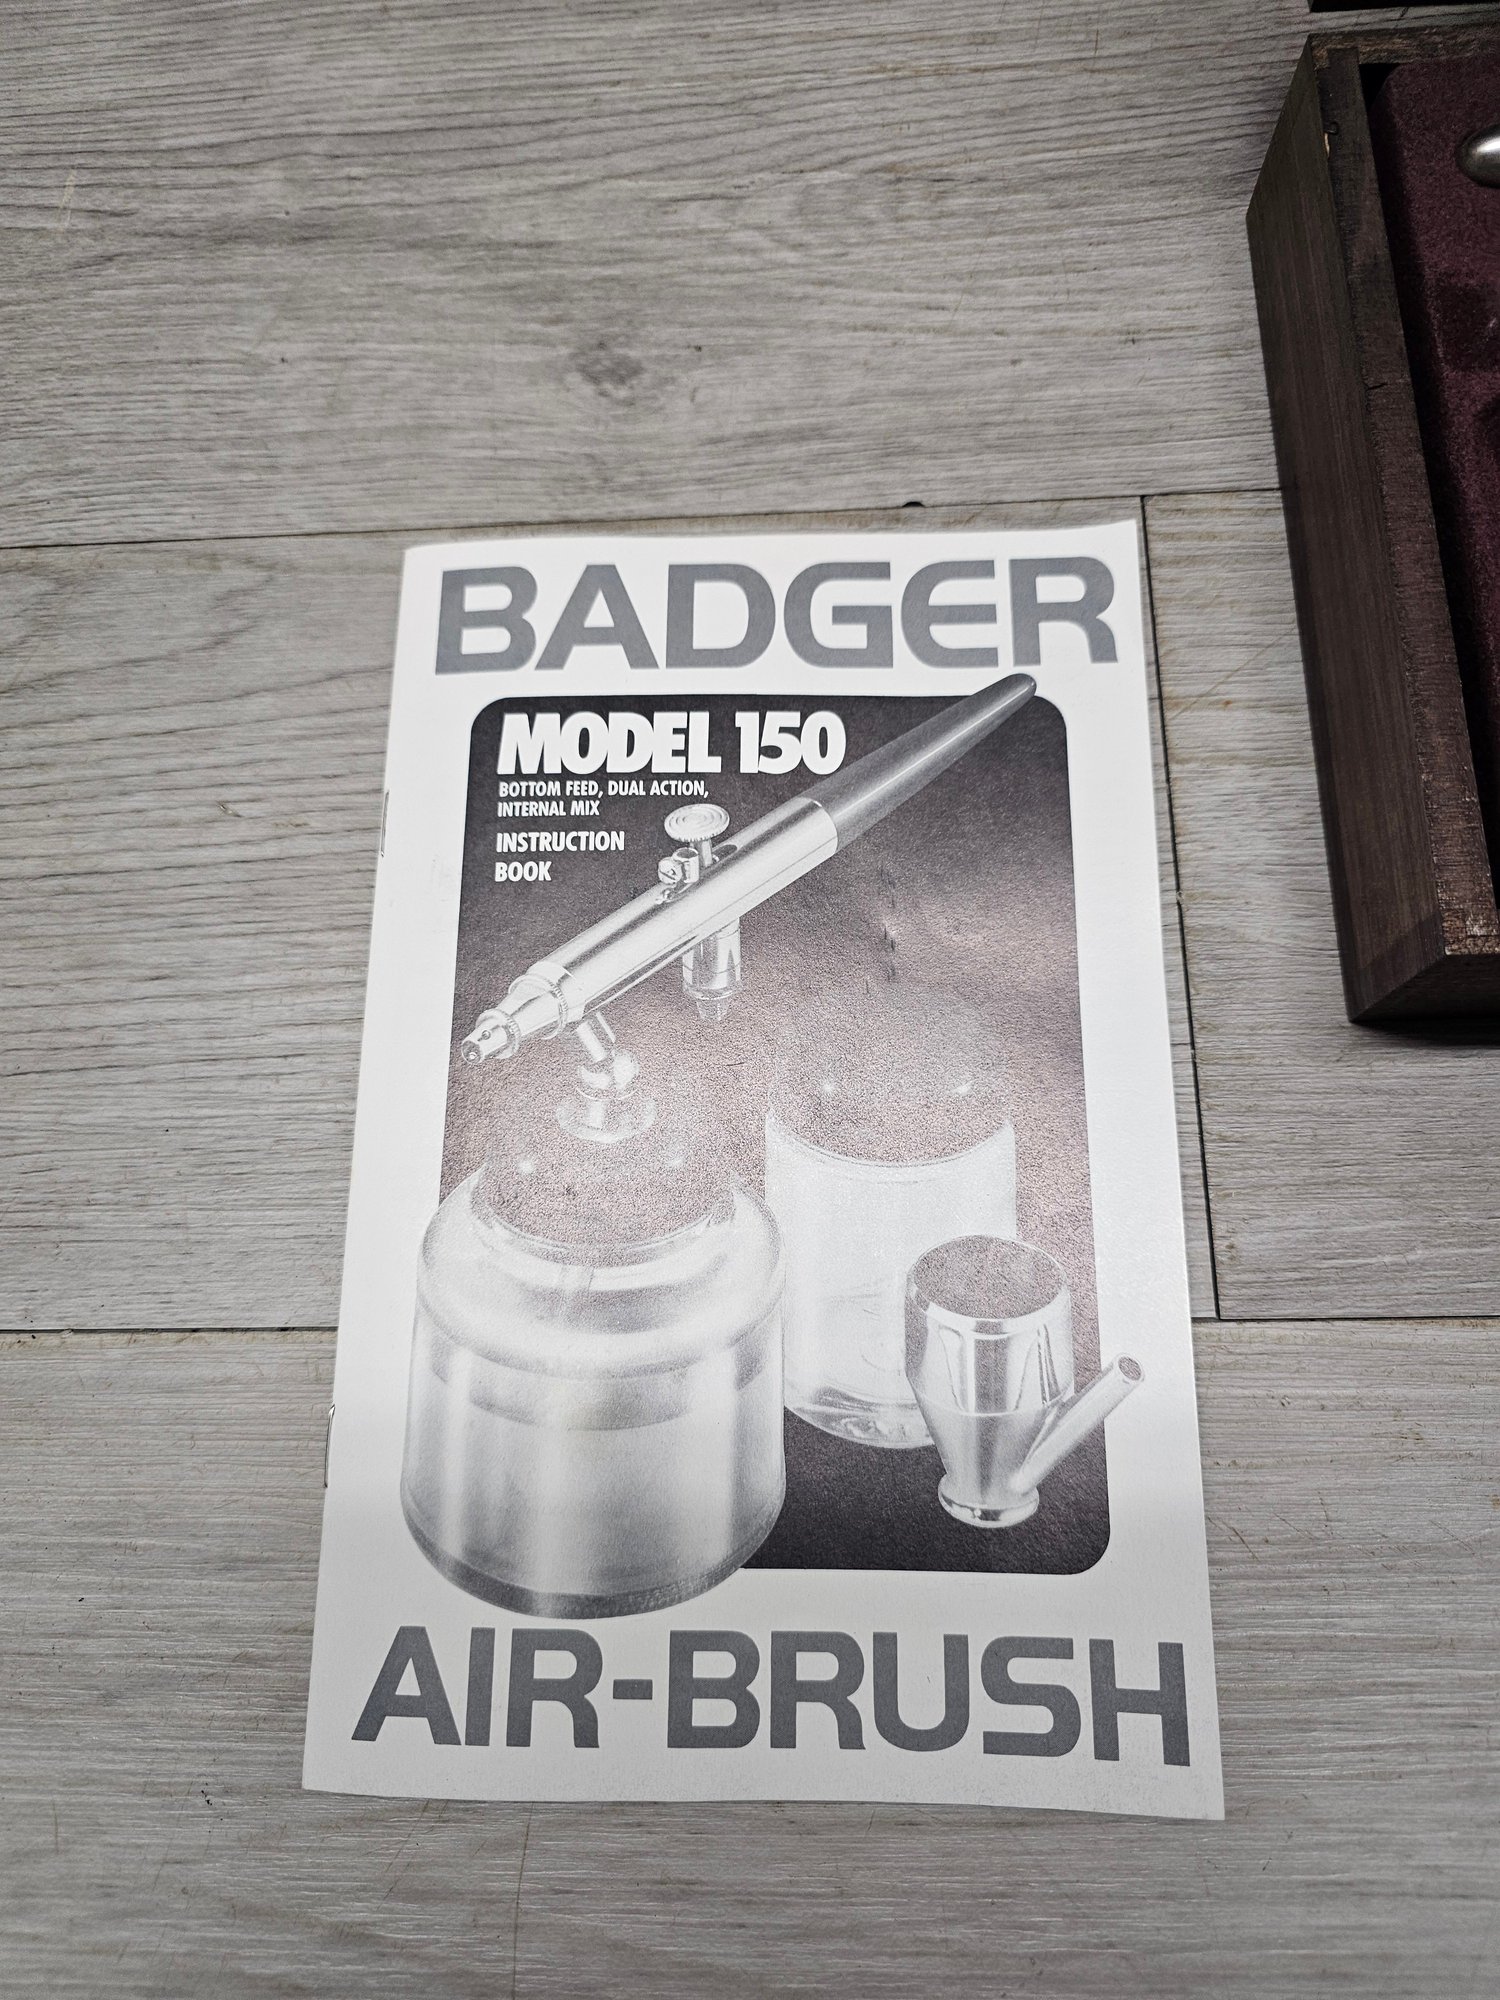 BADGER
MODEL 150
BOTTOM FEED, DUAL ACTION,
INTERNAL MIX
INSTRUCTION
BOOK
AIR-BRUSH